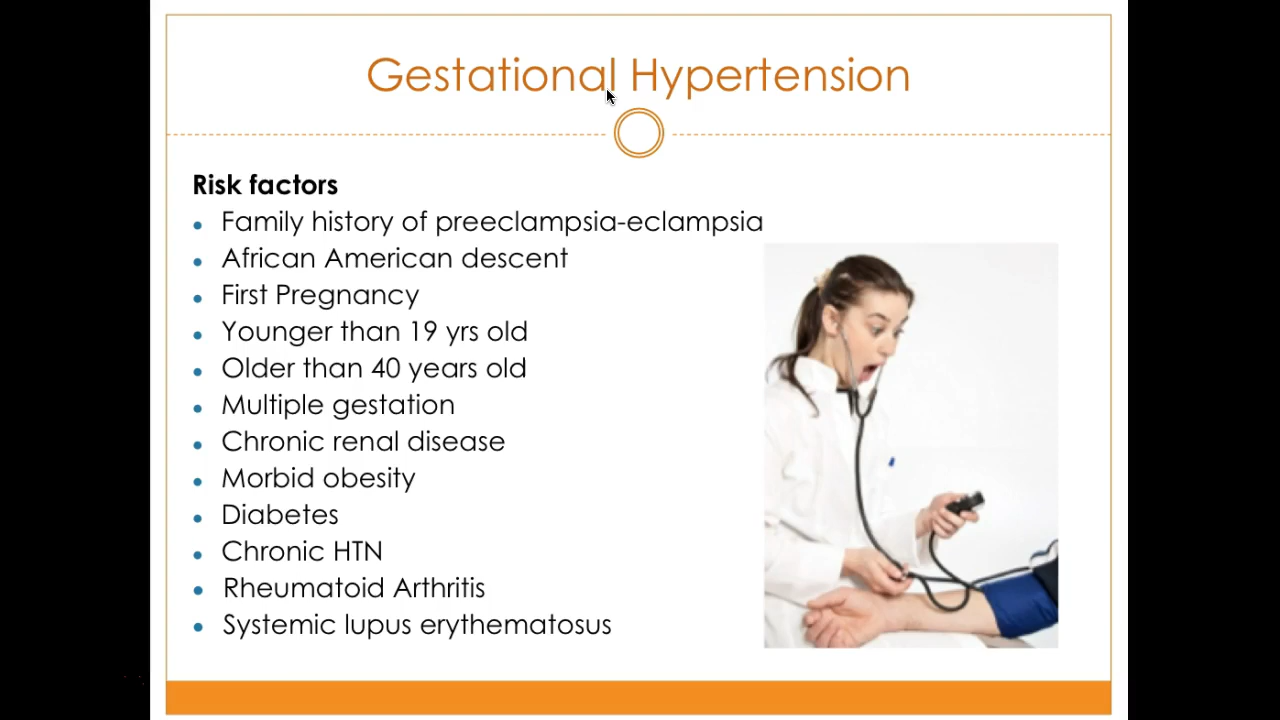 Gestational Hypertension
Risk factors
• Family history of preeclampsia-eclampsia
• African American descent
• First Pregnancy
• Younger than 19 yrs old
• Older than 40 years old
• Multiple gestation
• Chronic renal disease
• Morbid obesity
• Diabetes
• Chronic HTN
• Rheumatoid Arthritis
• Systemic lupus erythematosus